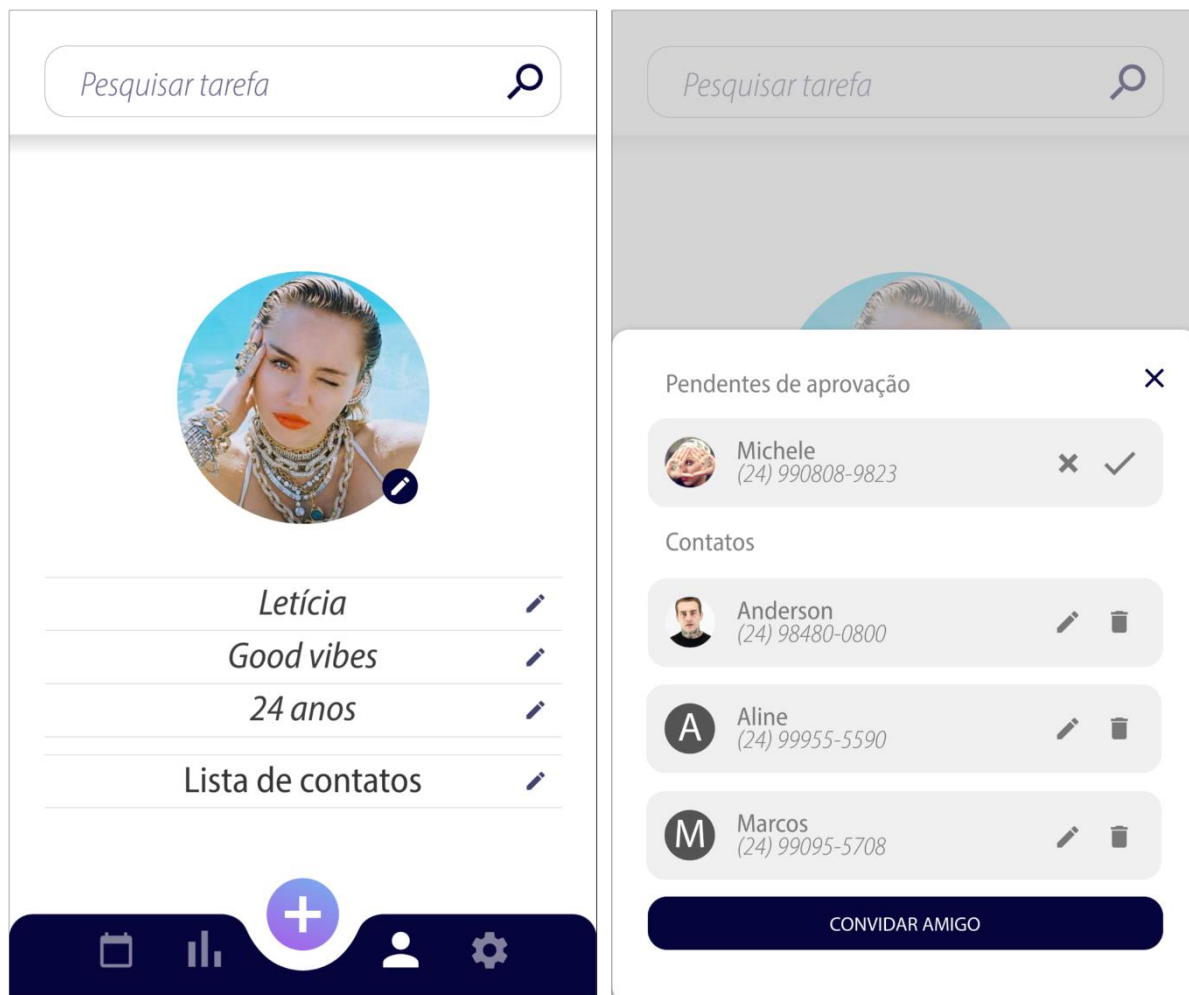 Pesquisar tarefa
Letícia
Good vibes
24 anos
Lista de contatos
Pesquisar tarefa
Pendentes de aprovação
Michele
(24) 990808-9823
Contatos
Anderson
(24) 98480-0800
A
Aline
(24) 99955-5590
M
Marcos
(24) 99095-5708
CONVIDAR AMIGO